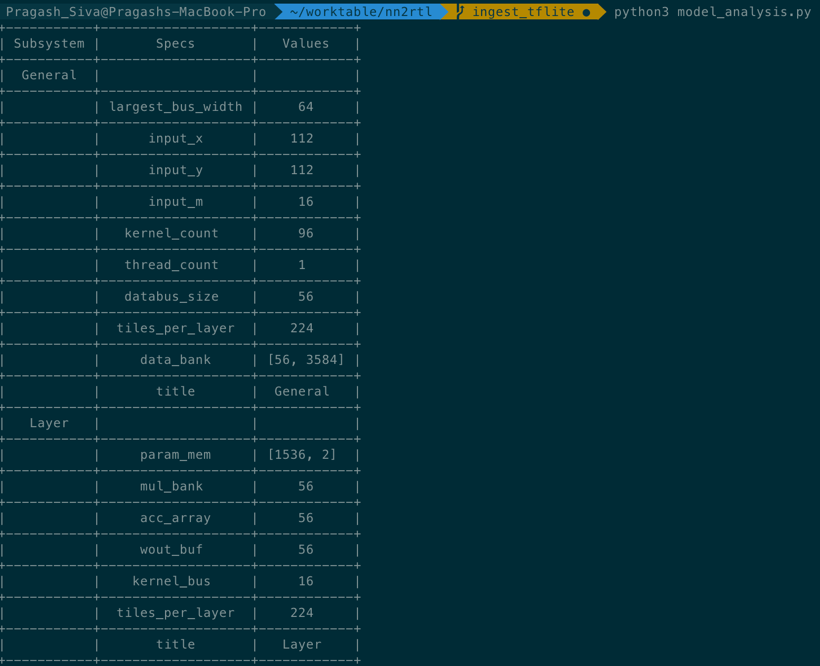 Pragash_Siva@Pragashs-MacBook-Pro ~/worktable/nn2rtl ingest_tflite ● python3 model_analysis.py
+-----------+-------------------+------------+
| Subsystem | Specs | Values |
+-----------+-------------------+------------+
| General | | |
+-----------+-------------------+------------+
| | largest_bus_width | 64 |
+-----------+-------------------+------------+
| | input_x | 112 |
+-----------+-------------------+------------+
| | input_y | 112 |
+-----------+-------------------+------------+
| | input_m | 16 |
+-----------+-------------------+------------+
| | kernel_count | 96 |
+-----------+-------------------+------------+
| | thread_count | 1 |
+-----------+-------------------+------------+
| | databus_size | 56 |
+-----------+-------------------+------------+
| | tiles_per_layer | 224 |
+-----------+-------------------+------------+
| | data_bank | [56, 3584] |
+-----------+-------------------+------------+
| | title | General |
+-----------+-------------------+------------+
| Layer | | |
+-----------+-------------------+------------+
| | param_mem | [1536, 2] |
+-----------+-------------------+------------+
| | mul_bank | 56 |
+-----------+-------------------+------------+
| | acc_array | 56 |
+-----------+-------------------+------------+
| | wout_buf | 56 |
+-----------+-------------------+------------+
| | kernel_bus | 16 |
+-----------+-------------------+------------+
| | tiles_per_layer | 224 |
+-----------+-------------------+------------+
| | title | Layer |
+-----------+-------------------+------------+